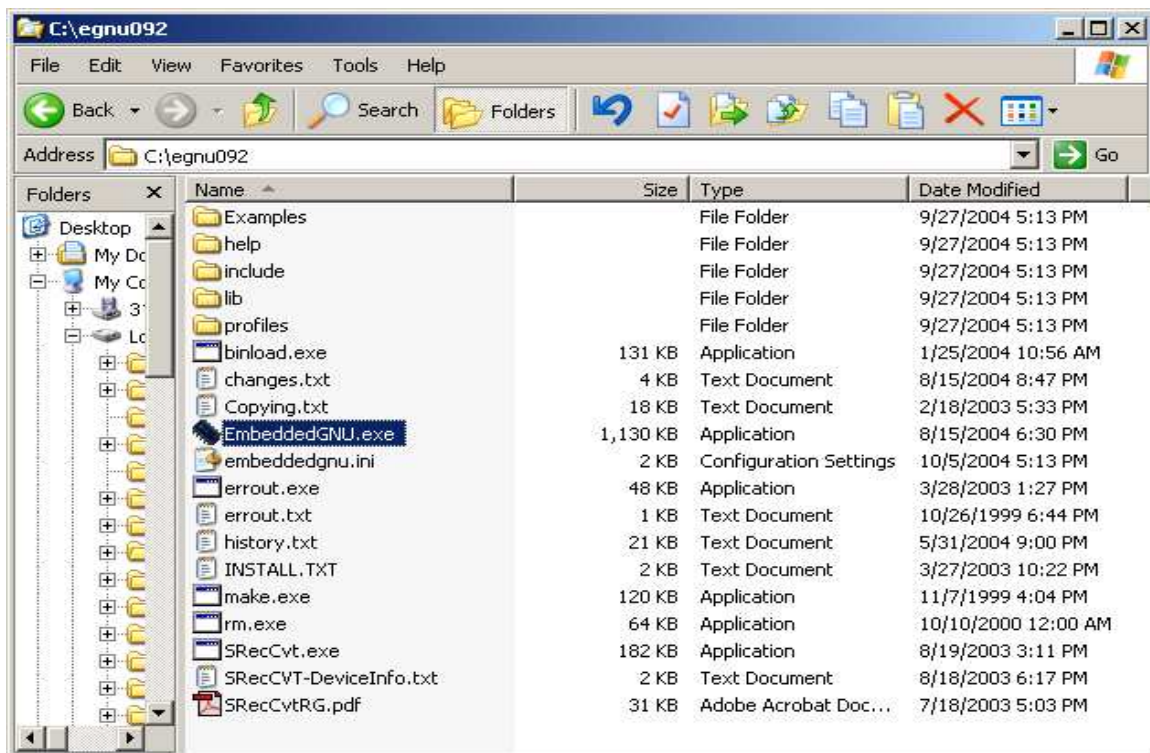 C:\egnu092
File Edit View Favorites Tools Help
Back Search Folders
Address C:\egnu092 Go
Folders Name Size Type Date Modified
Desktop
My Do
My Co
Examples File Folder 9/27/2004 5:13 PM
help File Folder 9/27/2004 5:13 PM
include File Folder 9/27/2004 5:13 PM
lib File Folder 9/27/2004 5:13 PM
profiles File Folder 9/27/2004 5:13 PM
binload.exe 131 KB Application 1/25/2004 10:56 AM
changes.txt 4 KB Text Document 8/15/2004 8:47 PM
Copying.txt 18 KB Text Document 2/18/2003 5:33 PM
EmbeddedGNU.exe 1,130 KB Application 8/15/2004 6:30 PM
embeddedgnu.ini 2 KB Configuration Settings 10/5/2004 5:13 PM
errout.exe 48 KB Application 3/28/2003 1:27 PM
errout.txt 1 KB Text Document 10/26/1999 6:44 PM
history.txt 21 KB Text Document 5/31/2004 9:00 PM
INSTALL.TXT 2 KB Text Document 3/27/2003 10:22 PM
make.exe 120 KB Application 11/7/1999 4:04 PM
rm.exe 64 KB Application 10/10/2000 12:00 AM
SRecCvt.exe 182 KB Application 8/19/2003 3:11 PM
SRecCVT-DeviceInfo.txt 2 KB Text Document 8/18/2003 6:17 PM
SRecCvtRG.pdf 31 KB Adobe Acrobat Doc... 7/18/2003 5:03 PM